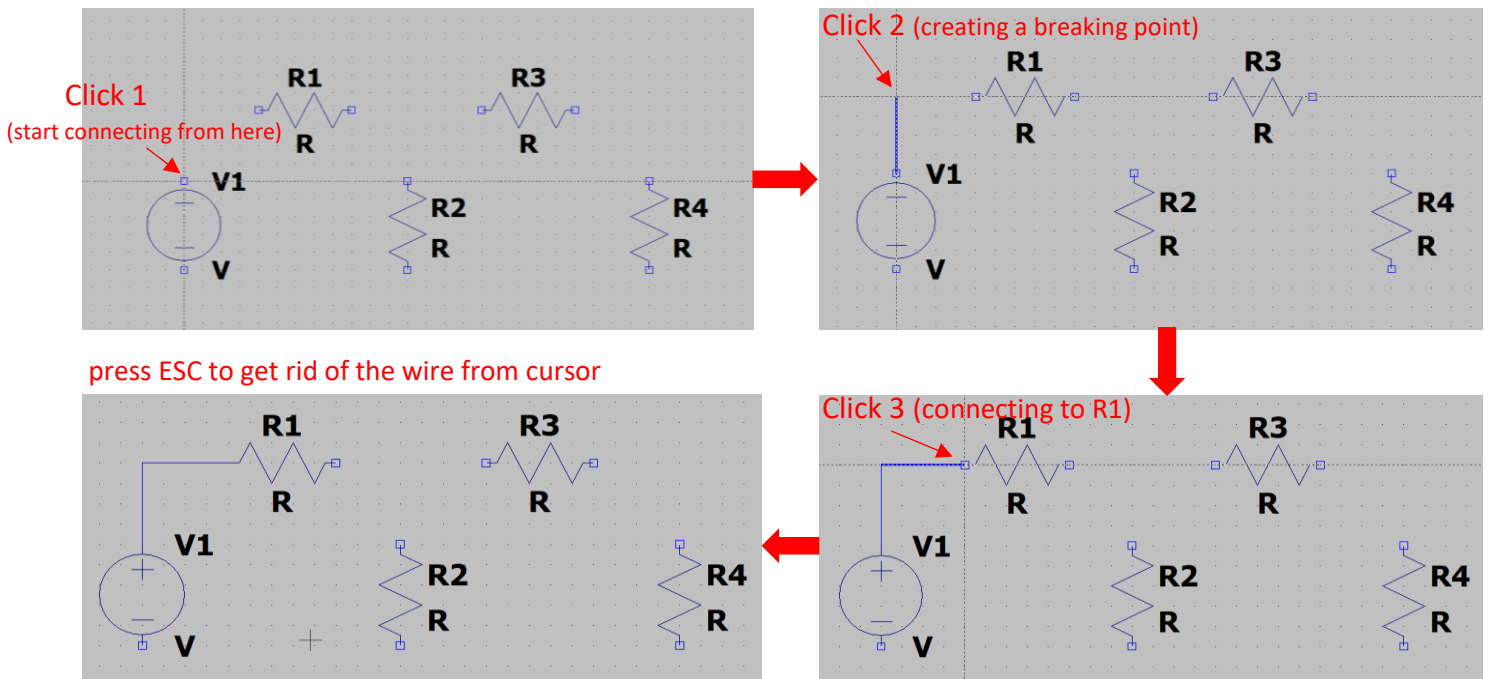 Click 1
(start connecting from here)
R1
R
R3
R
V1
V
R2
R
R4
R
Click 2 (creating a breaking point)
R1
R
R3
R
V1
V
R2
R
R4
R
Click 3 (connecting to R1)
R1
R
R3
R
V1
V
R2
R
R4
R
press ESC to get rid of the wire from cursor
R1
R
R3
R
V1
V
R2
R
R4
R